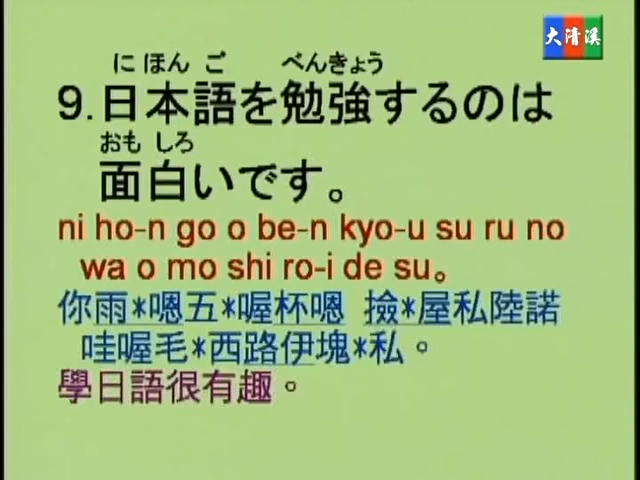 大清溪
に ほん ご べんきょう
9.日本語を勉強するのは
おも しろ
面白いです。
ni ho-n go o be-n kyo-u su ru no
wa o mo shi ro-i de su。
你雨*嗯五*喔杯嗯 撿*屋私陸諾
哇喔毛*西路伊塊*私。
學日語很有趣。